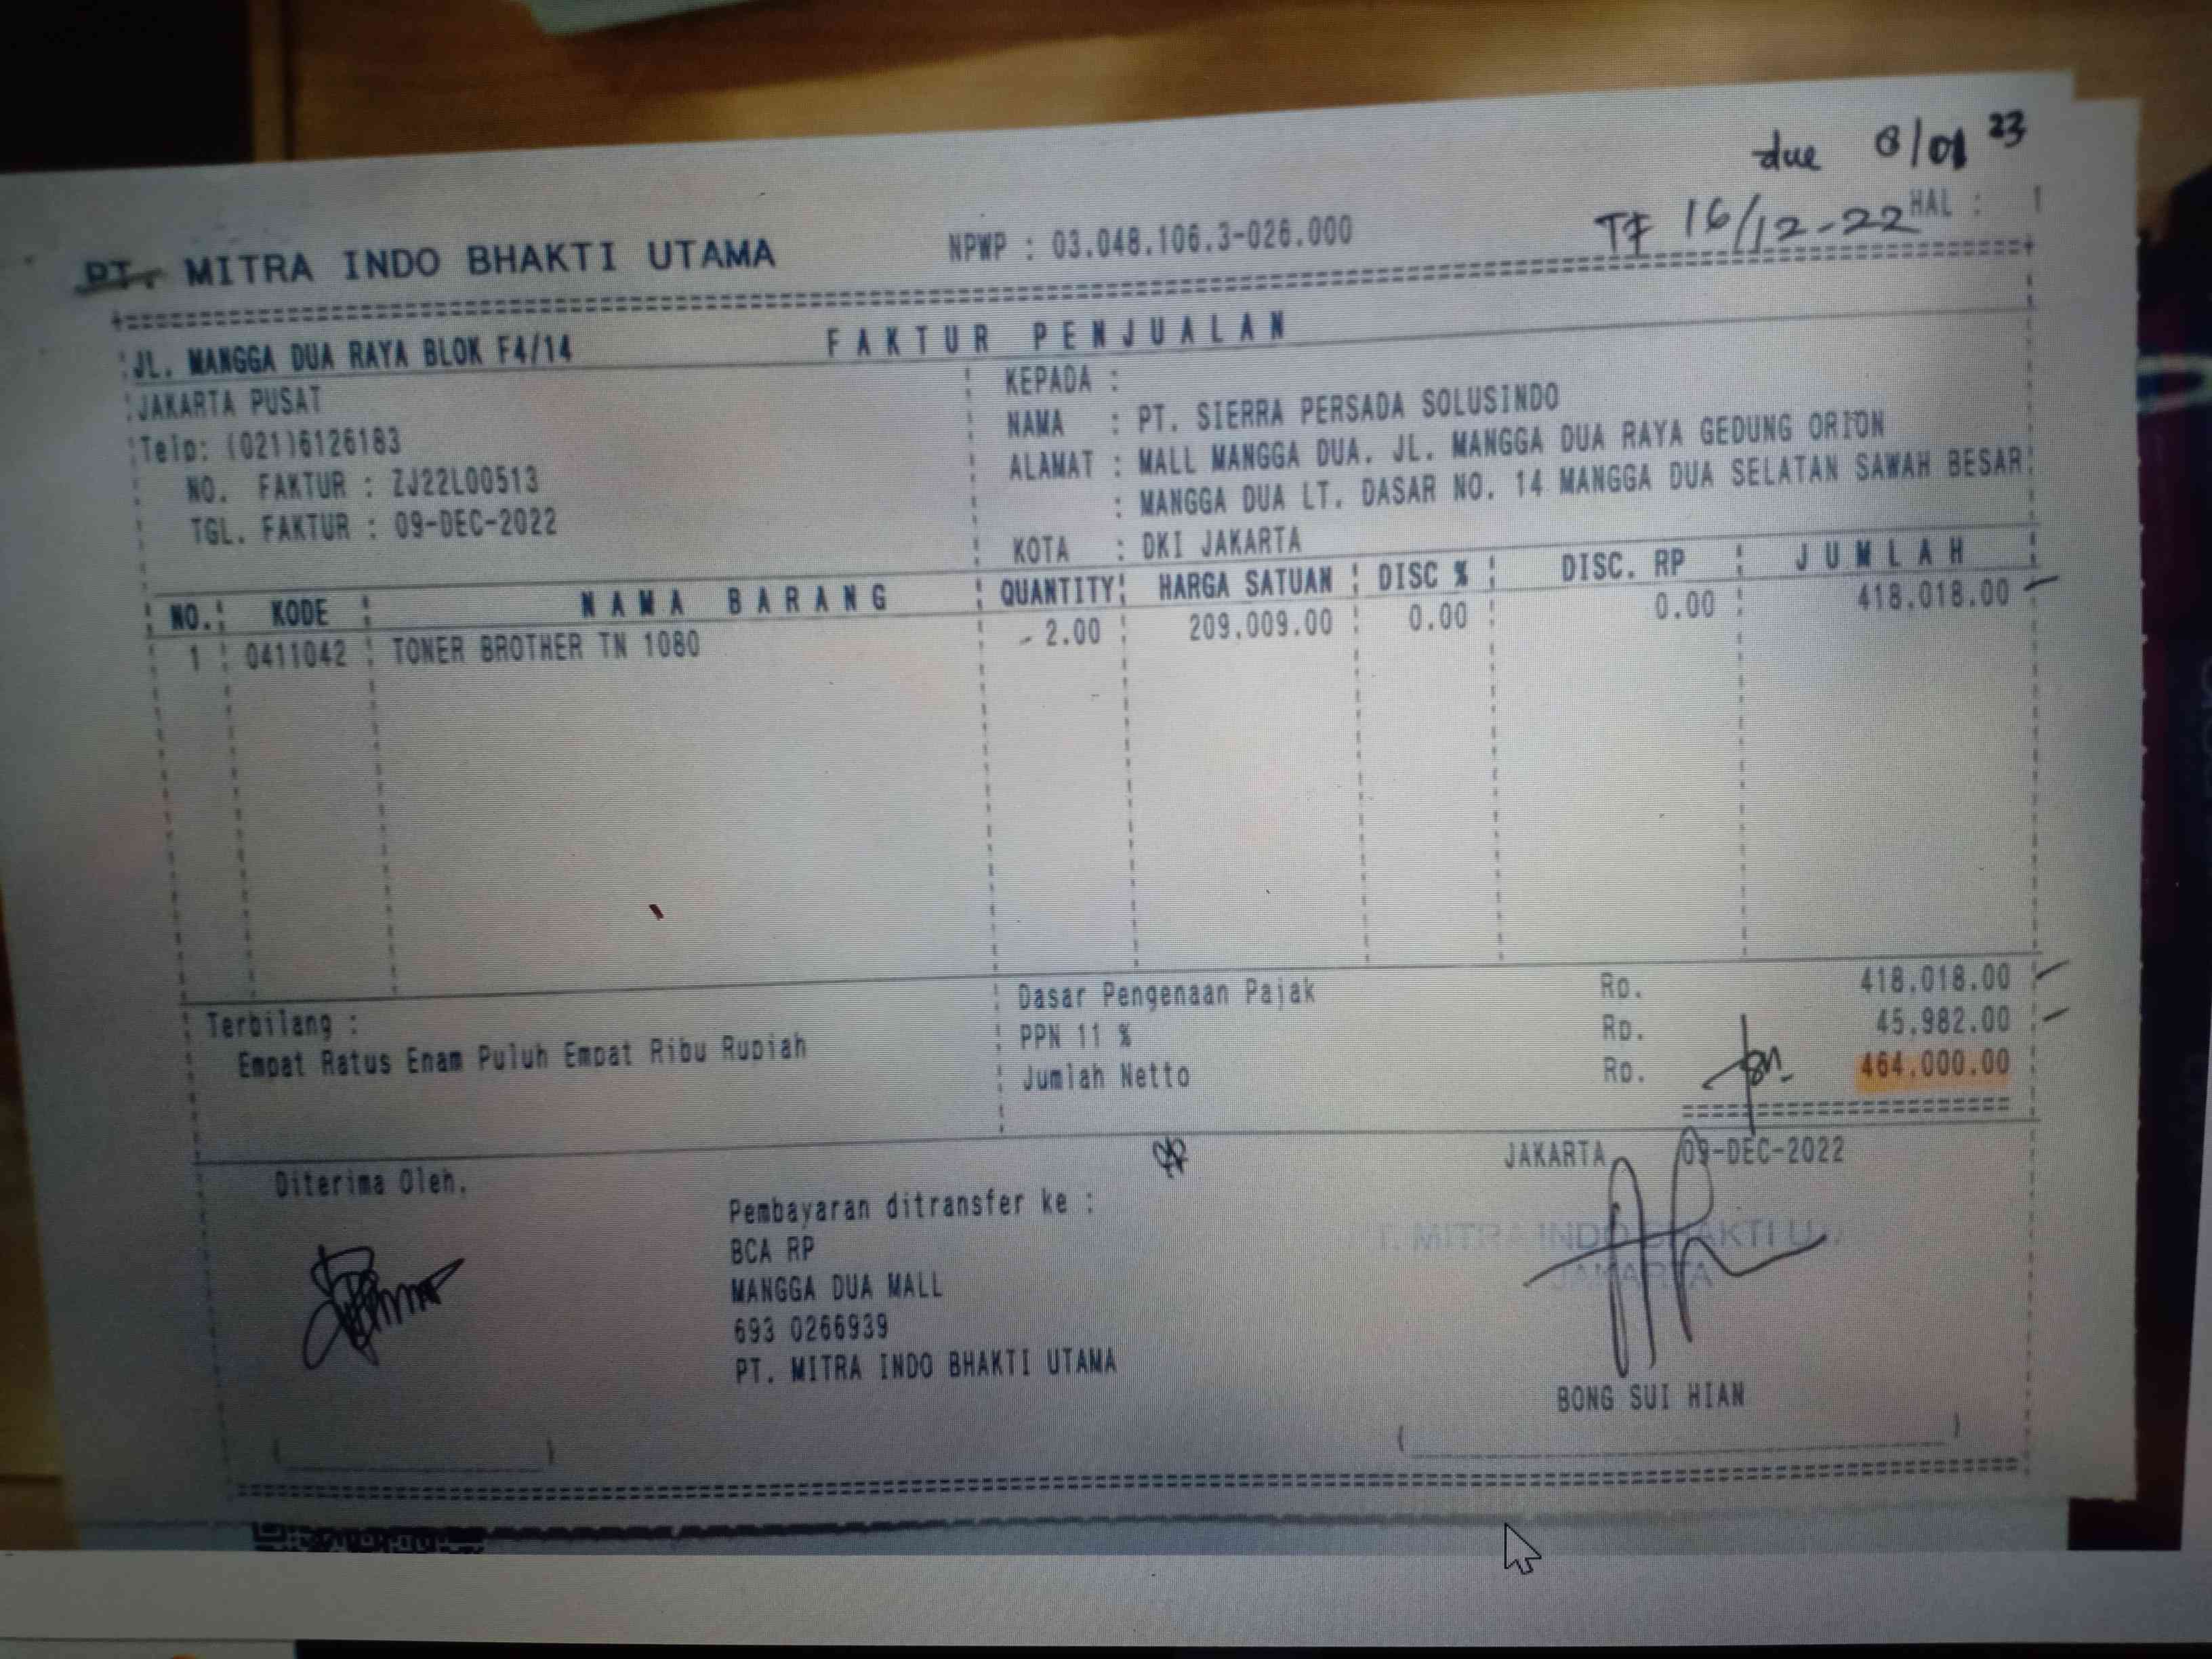 due 8/01 23
TF 16/12-22 HAL : 1
PT. MITRA INDO BHAKTI UTAMA NPWP : 03.048.106.3-026.000
JL. MANGGA DUA RAYA BLOK F4/14 FAKTUR PENJUALAN
JAKARTA PUSAT
Telp: (021)6126183
NO. FAKTUR : ZJ22L00513
TGL. FAKTUR : 09-DEC-2022
KEPADA :
NAMA : PT. SIERRA PERSADA SOLUSINDO
ALAMAT : MALL MANGGA DUA. JL. MANGGA DUA RAYA GEDUNG ORION
: MANGGA DUA LT. DASAR NO. 14 MANGGA DUA SELATAN SAWAH BESAR
KOTA : DKI JAKARTA
NO. KODE NAMA BARANG QUANTITY HARGA SATUAN DISC % DISC. RP JUMLAH
1 0411042 TONER BROTHER TN 1080 2.00 209,009.00 0.00 0.00 418,018.00
Terbilang :
Empat Ratus Enam Puluh Empat Ribu Rupiah
Dasar Pengenaan Pajak Rp. 418,018.00
PPN 11 % Rp. 45,982.00
Jumlah Netto Rp. 464,000.00
Diterima Oleh,
Pembayaran ditransfer ke :
BCA RP
MANGGA DUA MALL
693 0266939
PT. MITRA INDO BHAKTI UTAMA
JAKARTA 09-DEC-2022
MITRA INDO BHAKTI
JAKARTA
BONG SUI HIAN